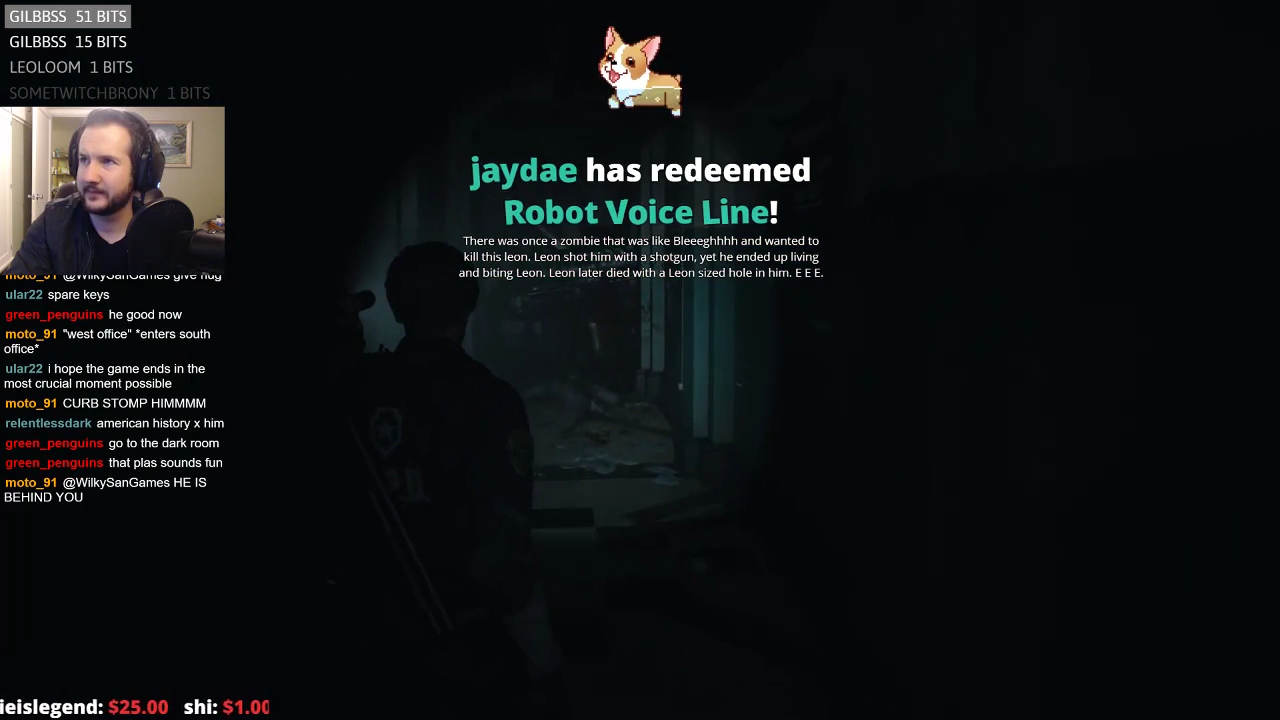 GILBBSS 51 BITS
GILBBSS 15 BITS
LEOLOOM 1 BITS
SOMETWITCHBRONY 1 BITS
jaydae has redeemed
Robot Voice Line!
There was once a zombie that was like Bleeeghhhh and wanted to
kill this leon. Leon shot him with a shotgun, yet he ended up living
and biting Leon. Leon later died with a Leon sized hole in him. E E E.
moto_91 @WilkySanGames give hug
ular22 spare keys
green_penguins he good now
moto_91 "west office" *enters south
office*
ular22 i hope the game ends in the
most crucial moment possible
moto_91 CURB STOMP HIMMMM
relentlessdark american history x him
green_penguins go to the dark room
green_penguins that plas sounds fun
moto_91 @WilkySanGames HE IS
BEHIND YOU
ieislegend: $25.00 shi: $1.00